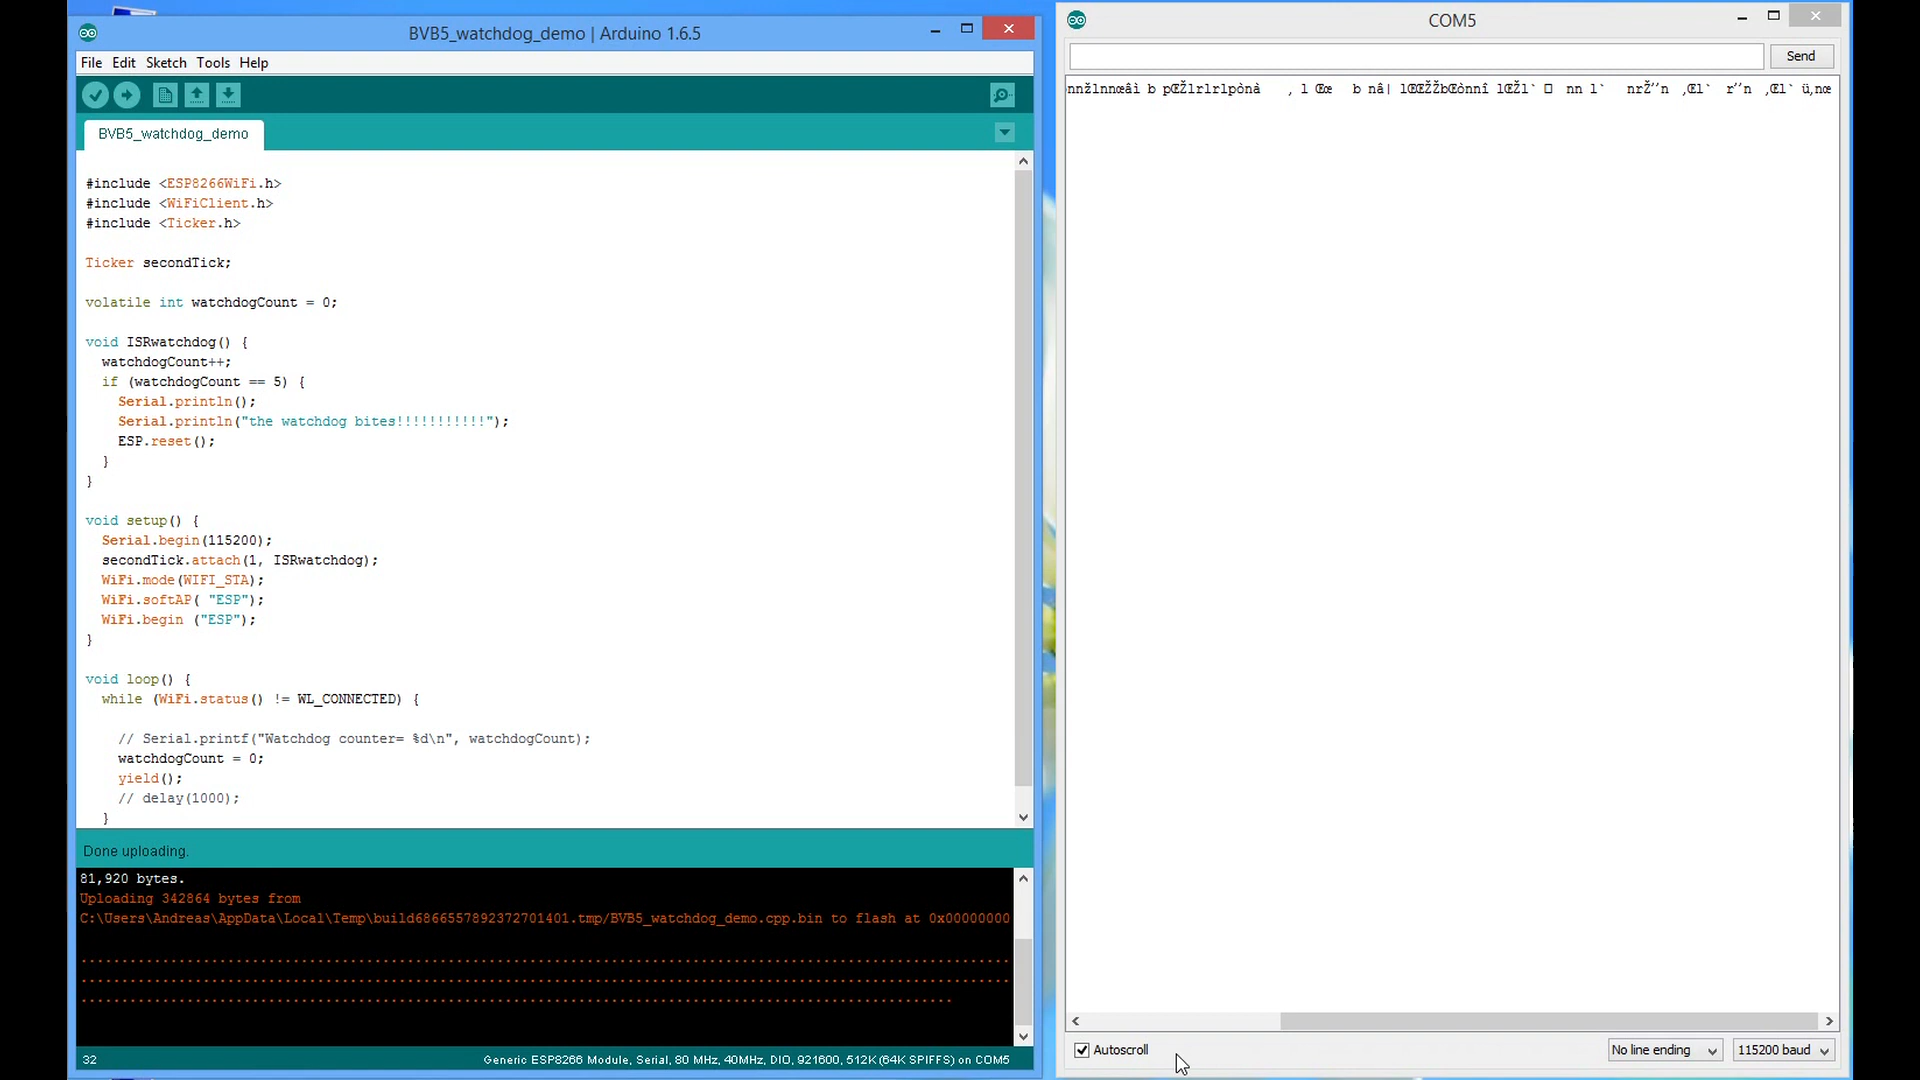 BVB5_watchdog_demo | Arduino 1.6.5
File Edit Sketch Tools Help
BVB5_watchdog_demo
#include <ESP8266WiFi.h>
#include <WiFiClient.h>
#include <Ticker.h>
Ticker secondTick;
volatile int watchdogCount = 0;
void ISRwatchdog() {
watchdogCount++;
if (watchdogCount == 5) {
Serial.println();
Serial.println("the watchdog bites!!!!!!!!!!!");
ESP.reset();
}
}
void setup() {
Serial.begin(115200);
secondTick.attach(1, ISRwatchdog);
WiFi.mode(WIFI_STA);
WiFi.softAP( "ESP");
WiFi.begin ("ESP");
}
void loop() {
while (WiFi.status() != WL_CONNECTED) {
// Serial.printf("Watchdog counter= %d\n", watchdogCount);
watchdogCount = 0;
yield();
// delay(1000);
}
Done uploading.
81,920 bytes.
Uploading 342864 bytes from
C:\Users\Andreas\AppData\Local\Temp\build6866557892372701401.tmp/BVB5_watchdog_demo.cpp.bin to flash at 0x00000000
32
Generic ESP8266 Module, Serial, 80 MHz, 40MHz, DIO, 921600, 512K (64K SPIFFS) on COM5
COM5
Send
Autoscroll
No line ending
115200 baud